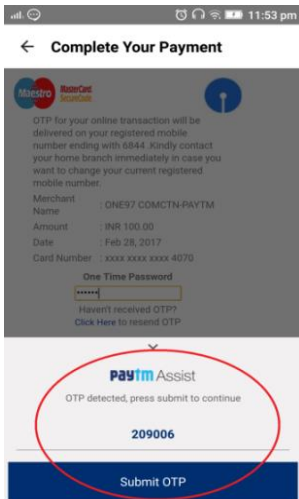 11:53 pm
← Complete Your Payment
Maestro MasterCard SecureCode
OTP for your online transaction will be
delivered on your registered mobile
number ending with 6844 .Kindly contact
your home branch immediately in case you
want to change your current registered
mobile number.
Merchant Name : ONE97 COMCTN-PAYTM
Amount : INR 100.00
Date : Feb 28, 2017
Card Number : xxxx xxxx xxxx 4070
One Time Password
••••••
Haven't received OTP?
Click Here to resend OTP
Paytm Assist
OTP detected, press submit to continue
209006
Submit OTP